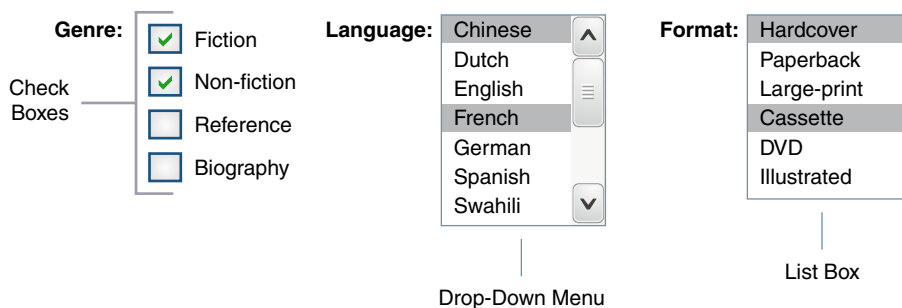 Genre:
Fiction
Non-fiction
Reference
Biography
Check
Boxes
Language:
Chinese
Dutch
English
French
German
Spanish
Swahili
Drop-Down Menu
Format:
Hardcover
Paperback
Large-print
Cassette
DVD
Illustrated
List Box